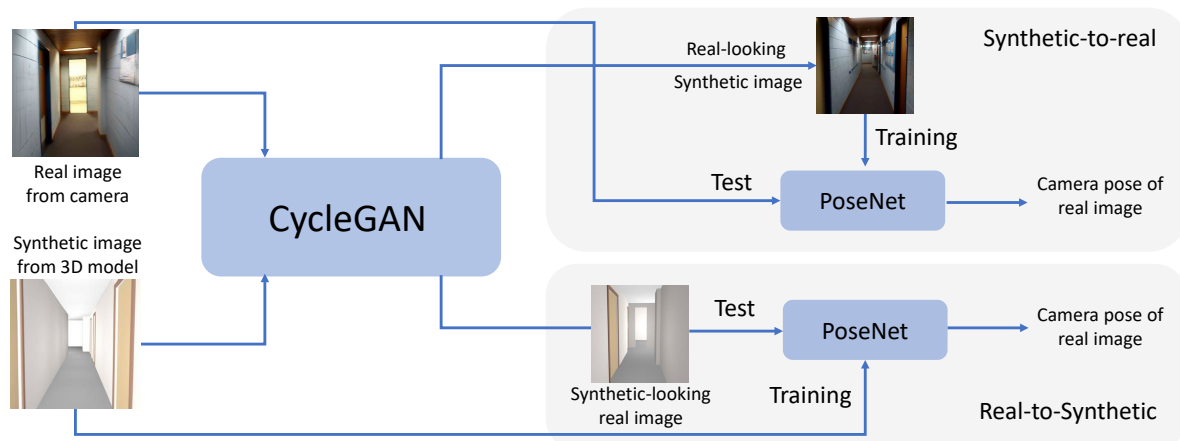 Real image
from camera
Synthetic image
from 3D model
CycleGAN
Synthetic-to-real
Real-looking
Synthetic image
Training
Test
PoseNet
Camera pose of
real image
Test
PoseNet
Camera pose of
real image
Synthetic-looking
real image
Training
Real-to-Synthetic